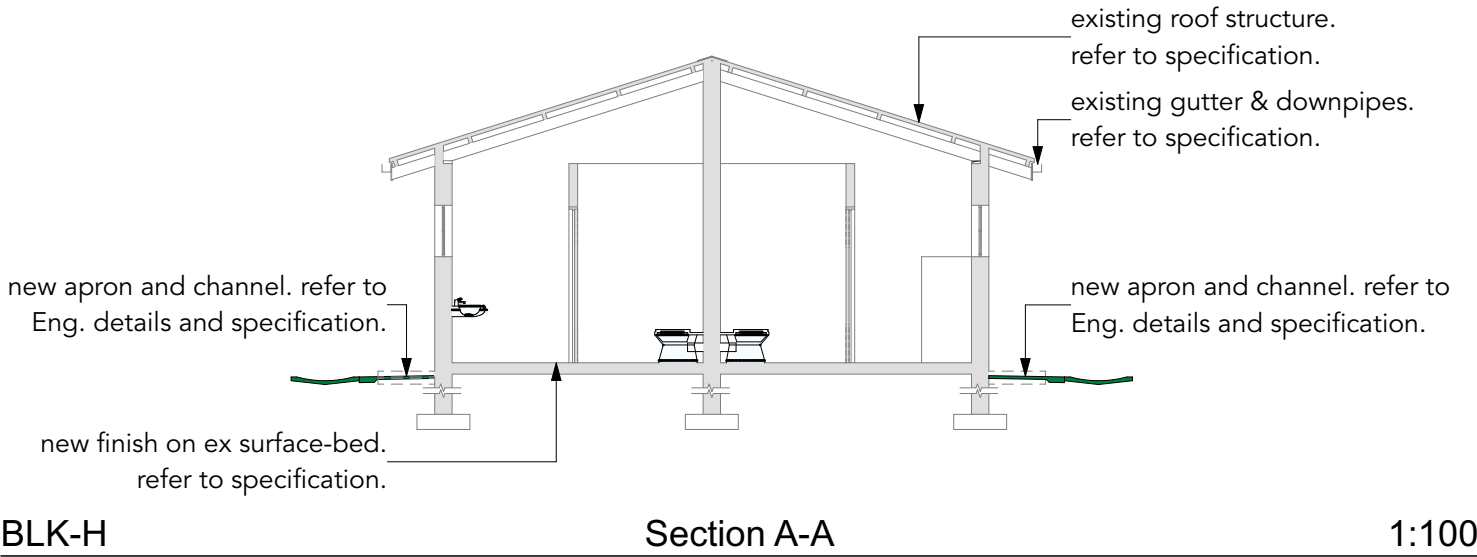 existing roof structure.
refer to specification.
existing gutter & downpipes.
refer to specification.
new apron and channel. refer to
Eng. details and specification.
new apron and channel. refer to
Eng. details and specification.
new finish on ex surface-bed.
refer to specification.
BLK-H Section A-A 1:100